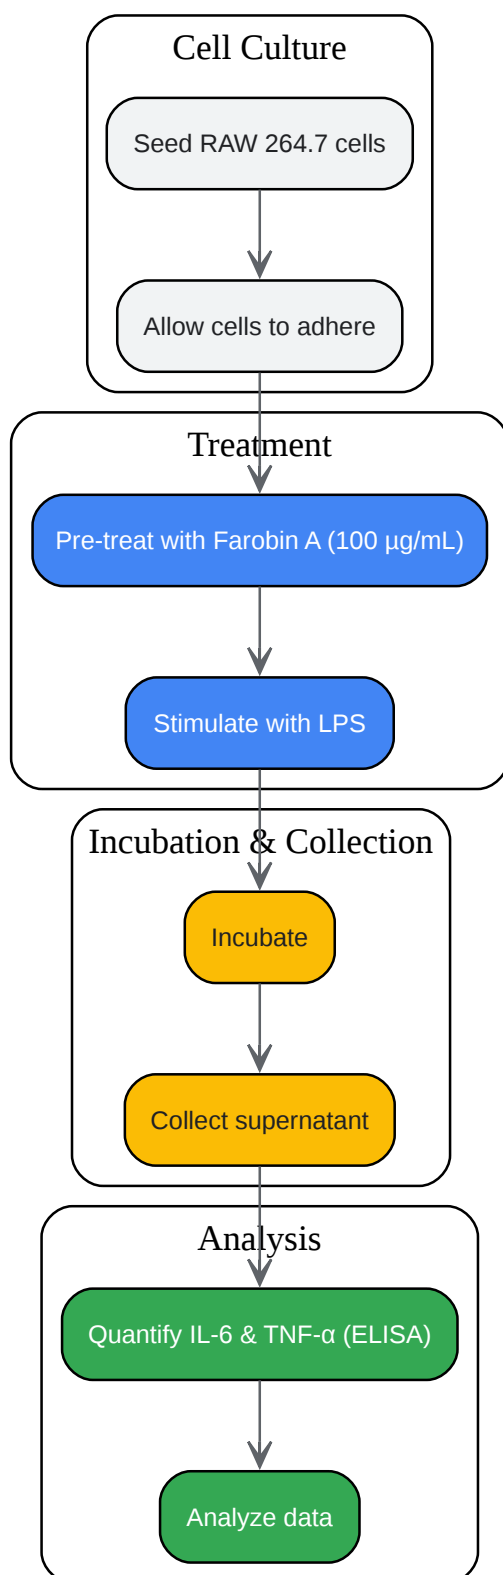 Cell Culture
Seed RAW 264.7 cells
Allow cells to adhere
Treatment
Pre-treat with Farobin A (100 µg/mL)
Stimulate with LPS
Incubation & Collection
Incubate
Collect supernatant
Analysis
Quantify IL-6 & TNF-α (ELISA)
Analyze data